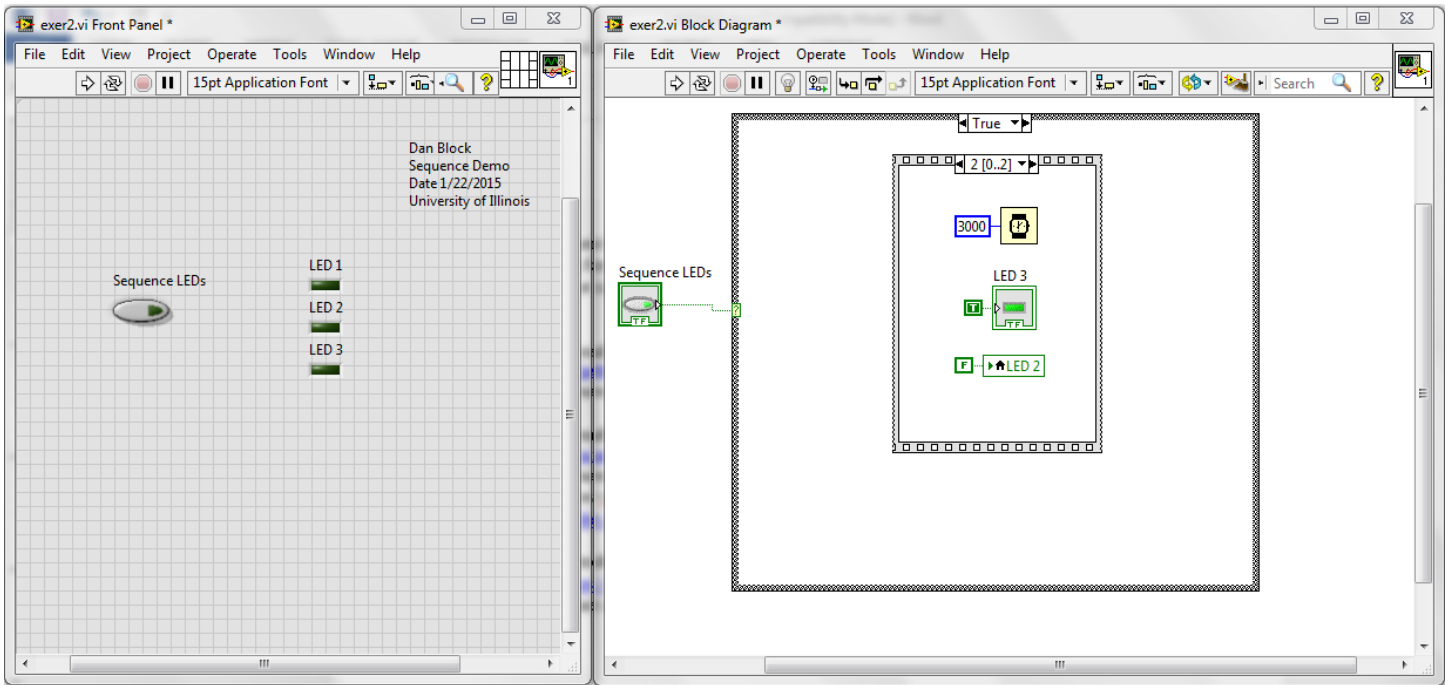 exer2.vi Front Panel *
File Edit View Project Operate Tools Window Help
15pt Application Font
1
Dan Block
Sequence Demo
Date 1/22/2015
University of Illinois
Sequence LEDs
LED 1
LED 2
LED 3
exer2.vi Block Diagram *
File Edit View Project Operate Tools Window Help
15pt Application Font
Search
1
True
2 [0..2]
3000
Sequence LEDs
TF
?
LED 3
T
TF
F LED 2